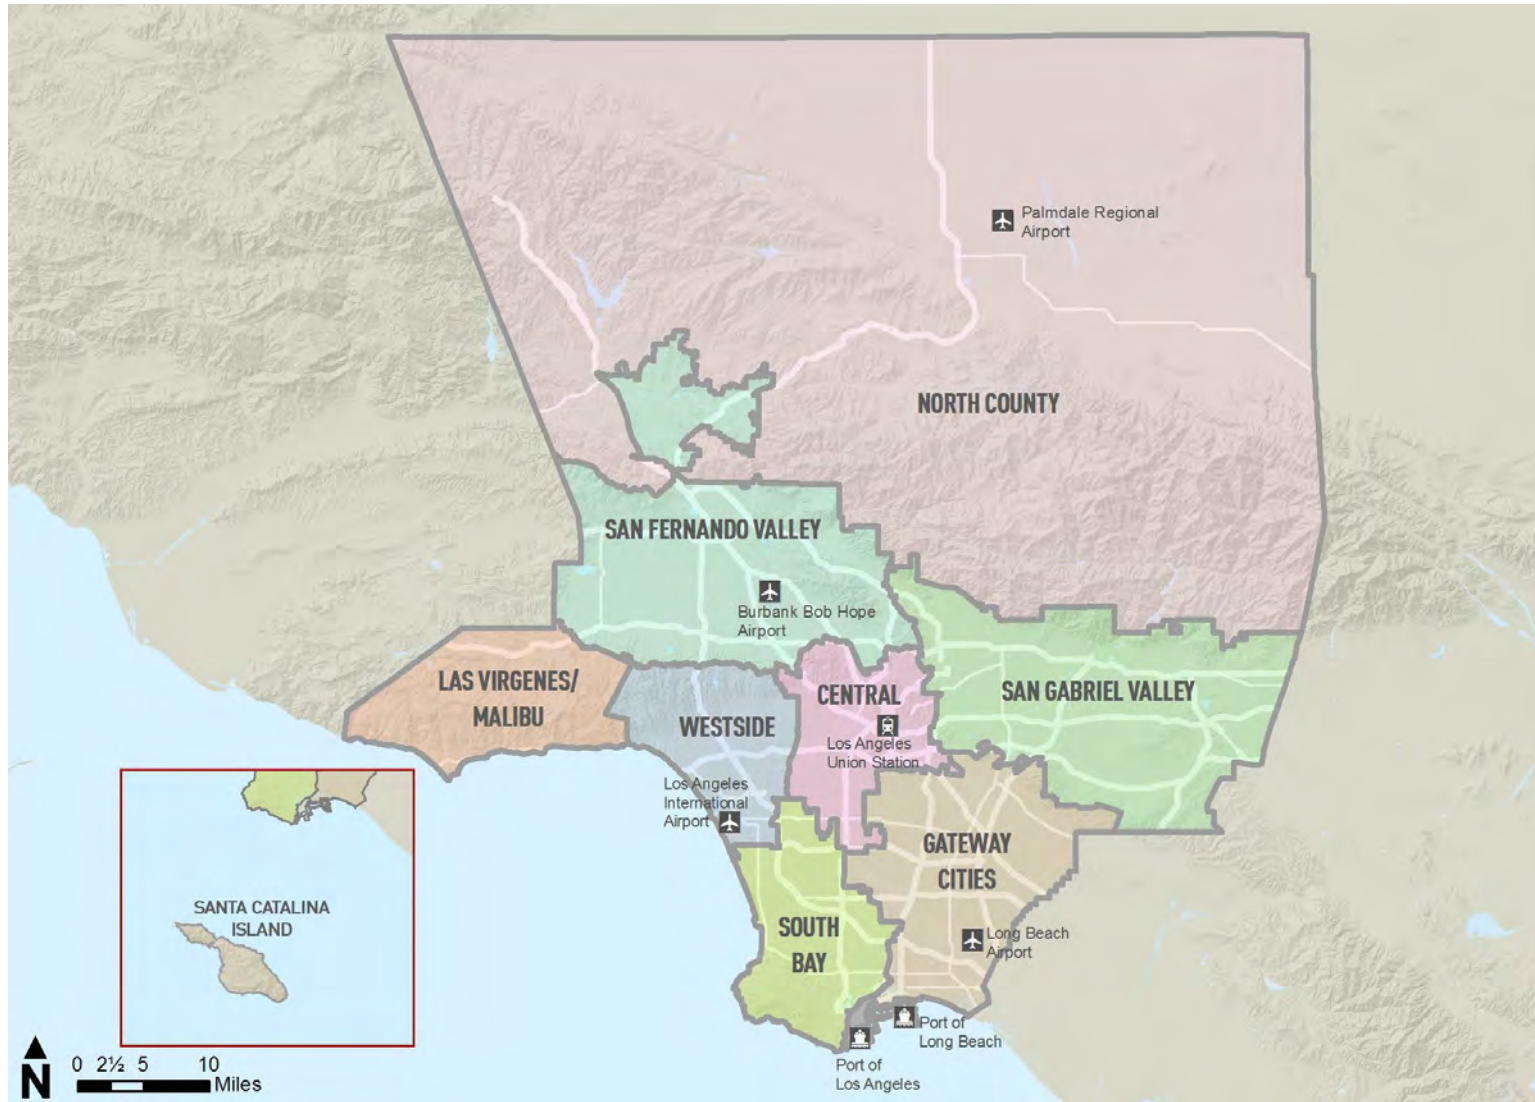 Palmdale Regional
Airport
NORTH COUNTY
SAN FERNANDO VALLEY
Burbank Bob Hope
Airport
LAS VIRGENES/
MALIBU
WESTSIDE
CENTRAL
SAN GABRIEL VALLEY
Los Angeles
Union Station
Los Angeles
International
Airport
GATEWAY
CITIES
SOUTH
BAY
Long Beach
Airport
SANTA CATALINA
ISLAND
Port of
Long Beach
Port of
Los Angeles
N
0 2½ 5 10
Miles